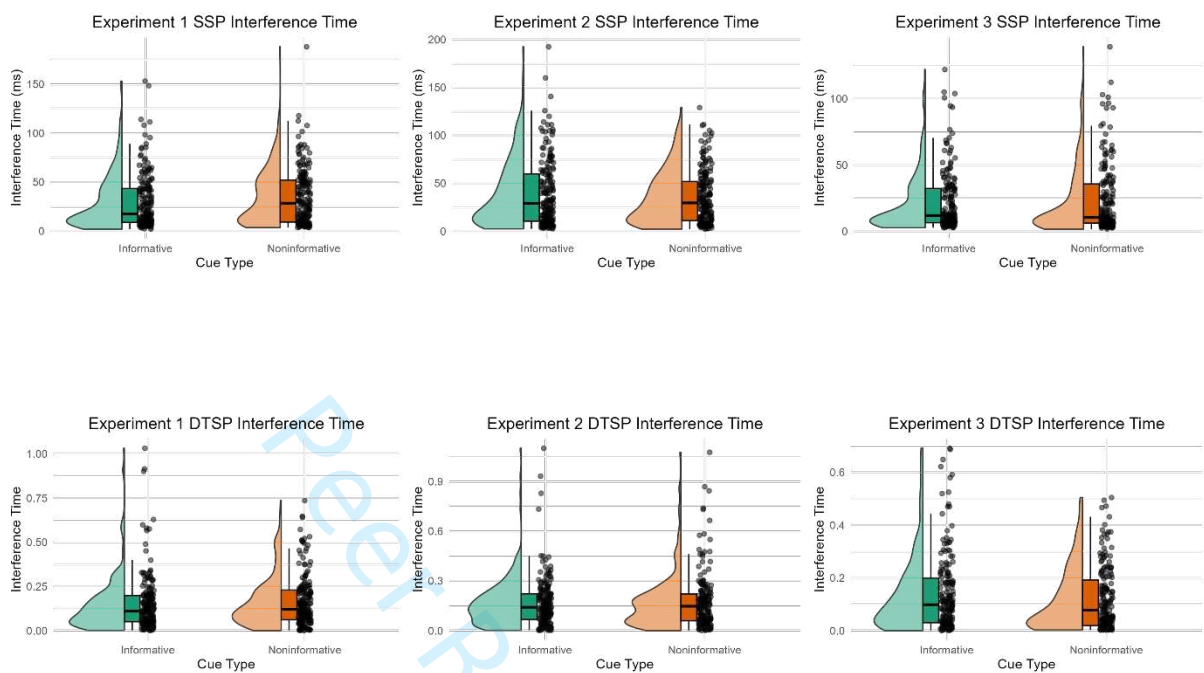 Experiment 1 SSP Interference Time
Interference Time (ms)
150
100
50
0
Informative
Noninformative
Cue Type
Experiment 2 SSP Interference Time
Interference Time (ms)
200
150
100
50
0
Informative
Noninformative
Cue Type
Experiment 3 SSP Interference Time
Interference Time (ms)
100
50
0
Informative
Noninformative
Cue Type
Experiment 1 DTSP Interference Time
Interference Time
1.00
0.75
0.50
0.25
0.00
Informative
Noninformative
Cue Type
Experiment 2 DTSP Interference Time
Interference Time
0.9
0.6
0.3
0.0
Informative
Noninformative
Cue Type
Experiment 3 DTSP Interference Time
Interference Time
0.6
0.4
0.2
0.0
Informative
Noninformative
Cue Type
Peer R